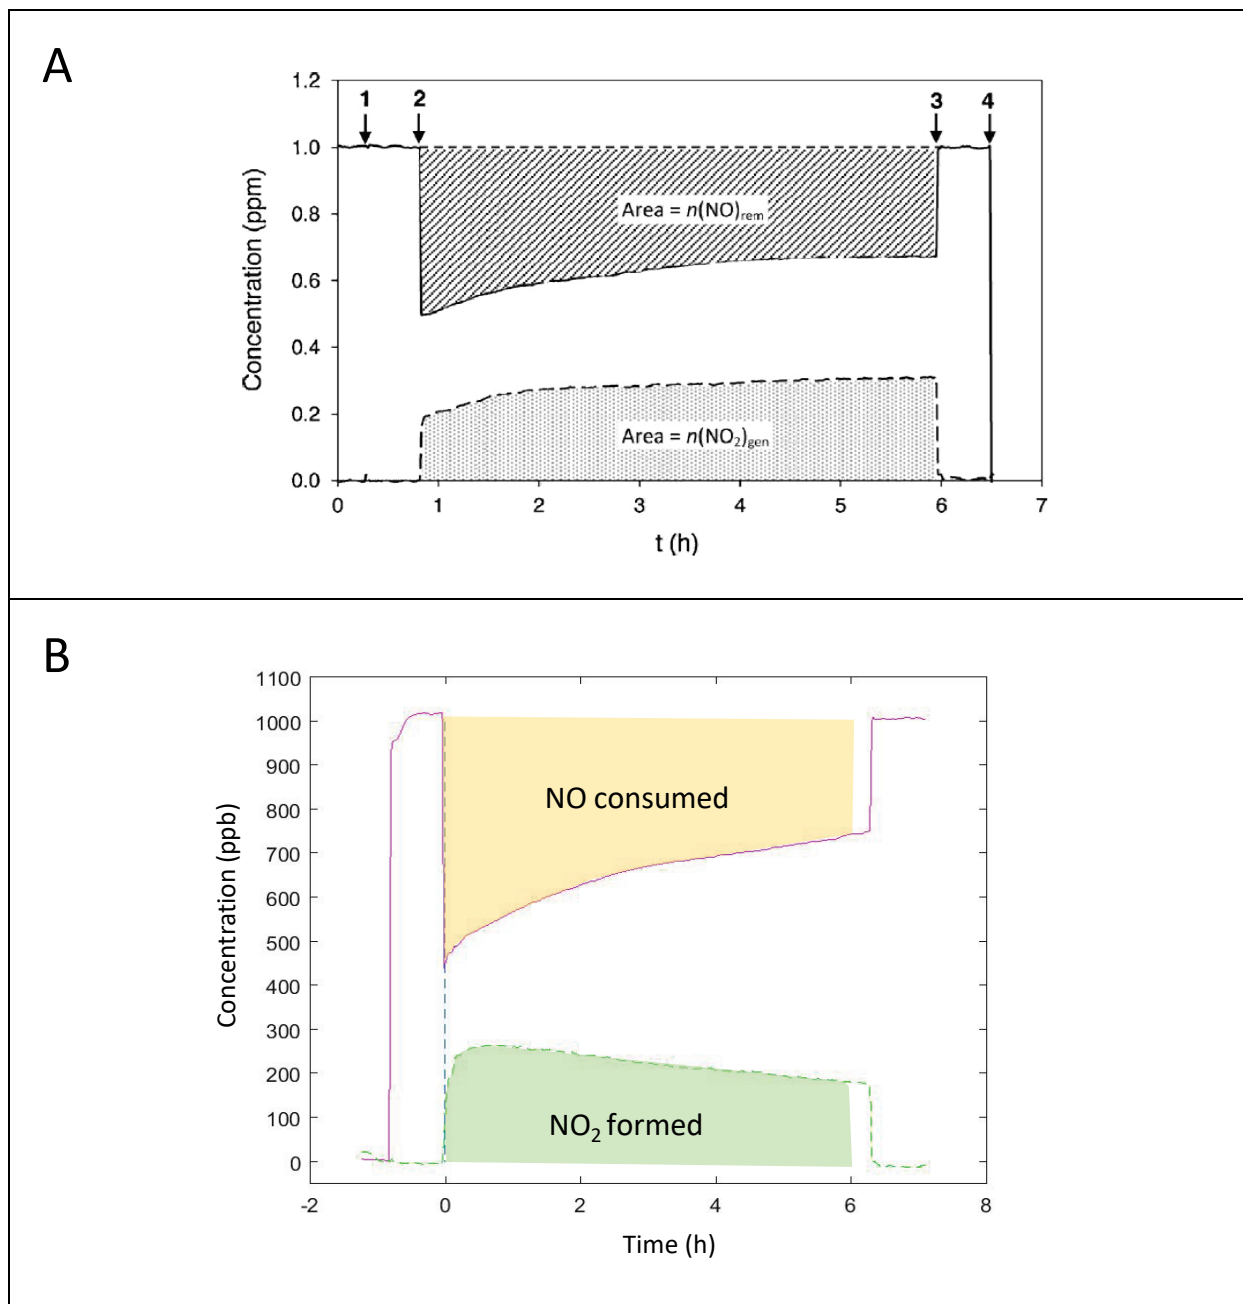 A
1.2
1 2 3 4
1.0
0.8
0.6
0.4
0.2
0.0
Concentration (ppm)
Area = n(NO)rem
Area = n(NO2)gen
0 1 2 3 4 5 6 7
t (h)
B
1100
1000
900
800
700
600
500
400
300
200
100
0
Concentration (ppb)
NO consumed
NO2 formed
-2 0 2 4 6 8
Time (h)